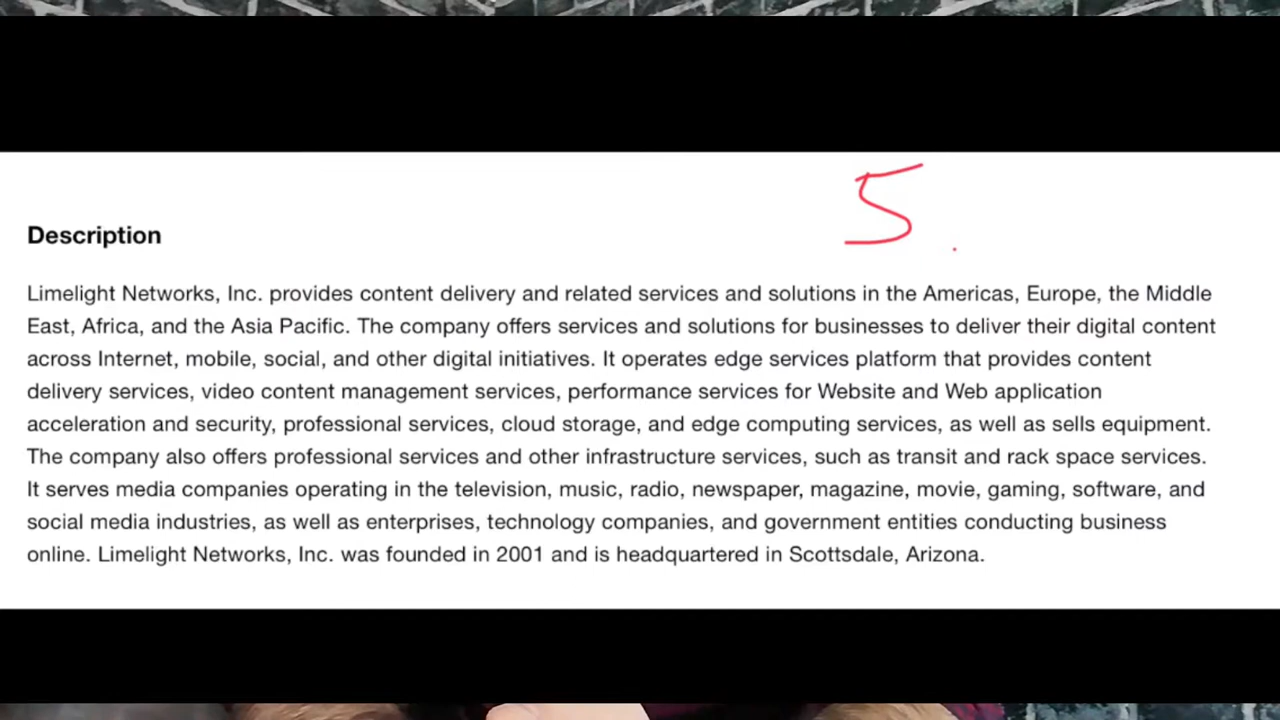 5.
Description
Limelight Networks, Inc. provides content delivery and related services and solutions in the Americas, Europe, the Middle
East, Africa, and the Asia Pacific. The company offers services and solutions for businesses to deliver their digital content
across Internet, mobile, social, and other digital initiatives. It operates edge services platform that provides content
delivery services, video content management services, performance services for Website and Web application
acceleration and security, professional services, cloud storage, and edge computing services, as well as sells equipment.
The company also offers professional services and other infrastructure services, such as transit and rack space services.
It serves media companies operating in the television, music, radio, newspaper, magazine, movie, gaming, software, and
social media industries, as well as enterprises, technology companies, and government entities conducting business
online. Limelight Networks, Inc. was founded in 2001 and is headquartered in Scottsdale, Arizona.